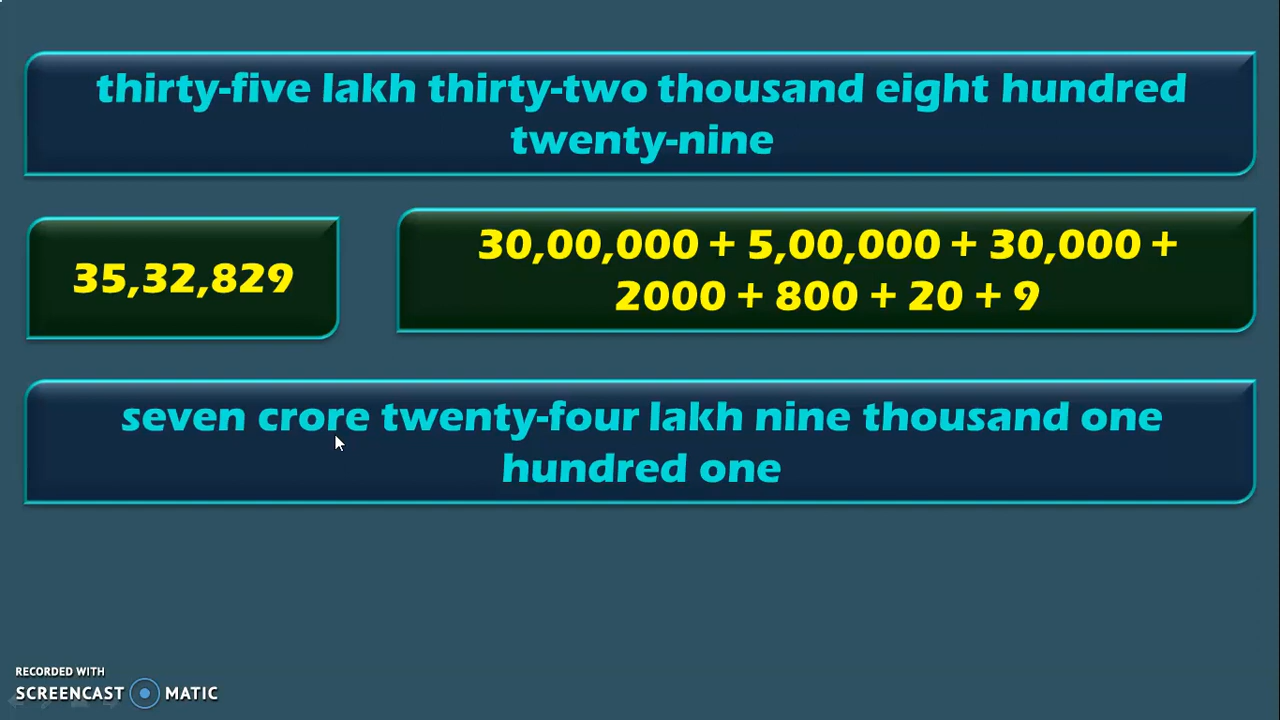 thirty-five lakh thirty-two thousand eight hundred
twenty-nine
35,32,829
30,00,000 + 5,00,000 + 30,000 +
2000 + 800 + 20 + 9
seven crore twenty-four lakh nine thousand one
hundred one
RECORDED WITH
SCREENCAST MATIC